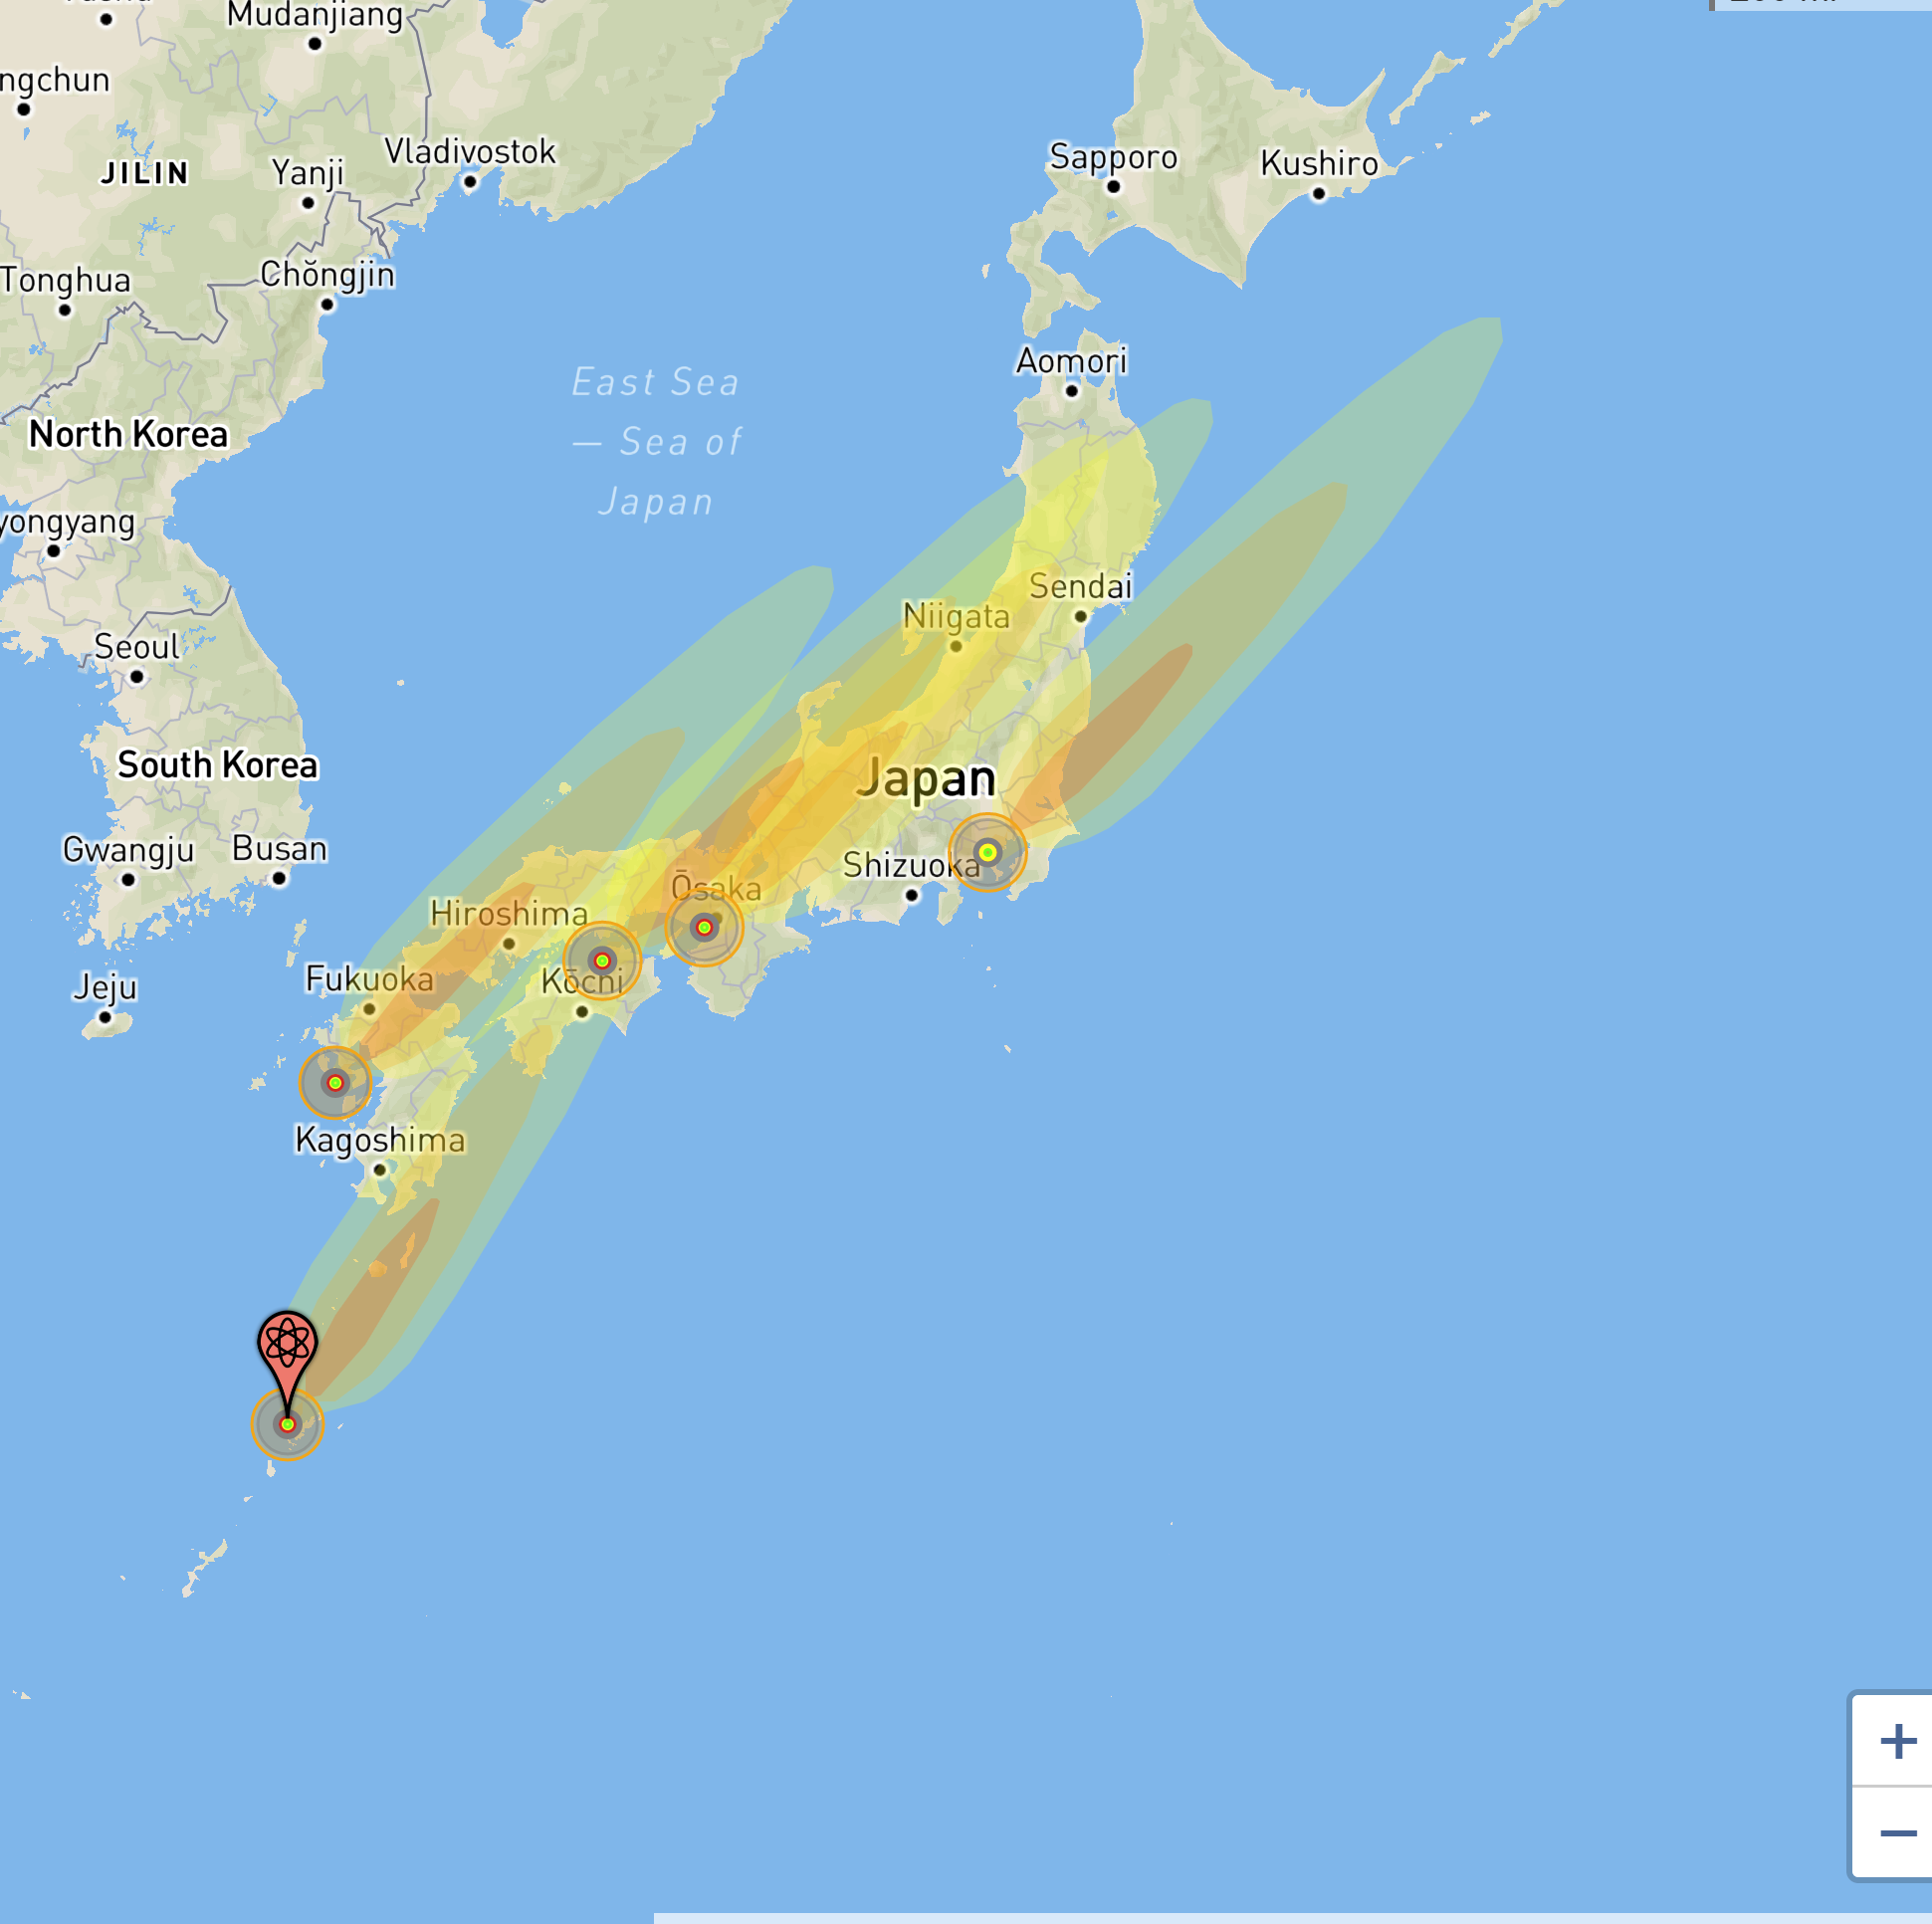 Mudanjiang
ngchun
Vladivostok
Sapporo
Kushiro
JILIN
Yanji
Chŏngjin
Tonghua
Aomori
East Sea
— Sea of
Japan
North Korea
yongyang
Sendai
Niigata
Seoul
South Korea
Japan
Gwangju
Busan
Shizuoka
Ōsaka
Hiroshima
Fukuoka
Kōchi
Jeju
Kagoshima
+
−